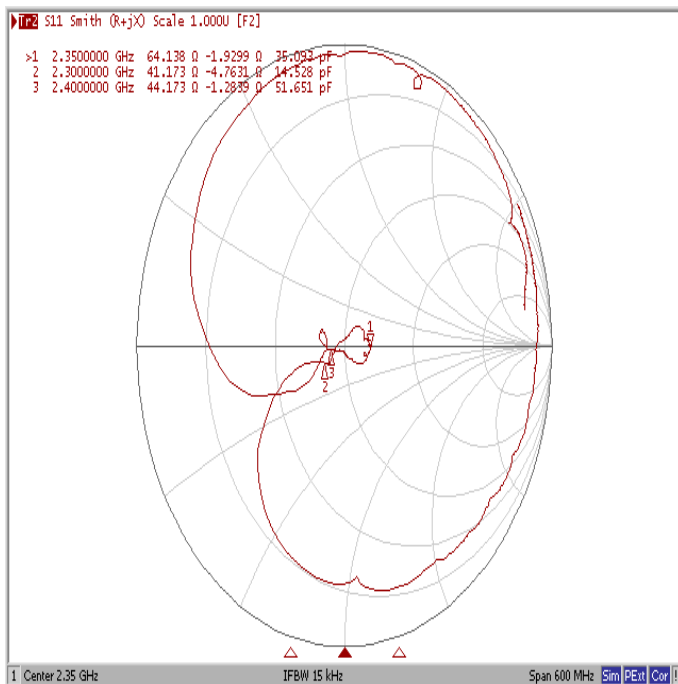 Tr2 S11 Smith (R+jX) Scale 1.000U [F2]
>1 2.3500000 GHz 64.138 Ω -1.9299 Ω 35.093 pF
2 2.3000000 GHz 41.173 Ω -4.7631 Ω 14.528 pF
3 2.4000000 GHz 44.173 Ω -1.2839 Ω 51.651 pF
1
3
2
1 Center 2.35 GHz IFBW 15 kHz Span 600 MHz Sim PExt Cor !